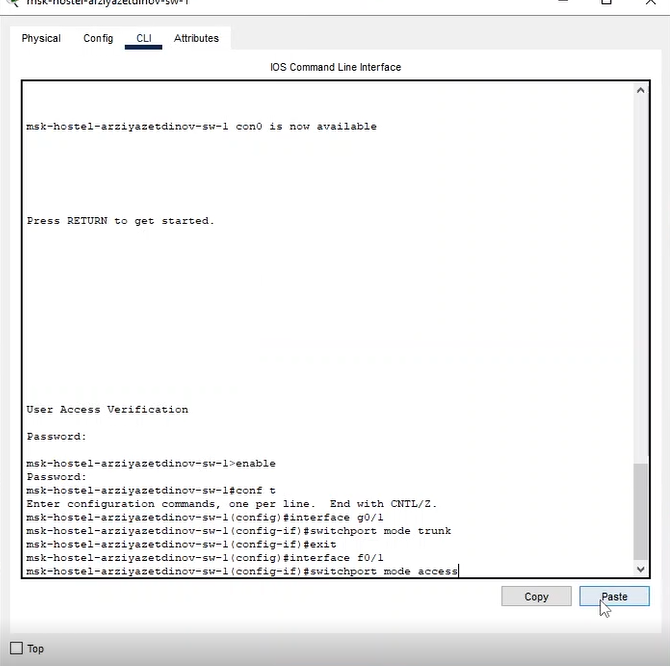 msk-hostel-arziyazetdinov-sw-1
Physical Config CLI Attributes
IOS Command Line Interface
msk-hostel-arziyazetdinov-sw-1 con0 is now available
Press RETURN to get started.
User Access Verification
Password:
msk-hostel-arziyazetdinov-sw-1>enable
Password:
msk-hostel-arziyazetdinov-sw-1#conf t
Enter configuration commands, one per line.  End with CNTL/Z.
msk-hostel-arziyazetdinov-sw-1(config)#interface g0/1
msk-hostel-arziyazetdinov-sw-1(config-if)#switchport mode trunk
msk-hostel-arziyazetdinov-sw-1(config-if)#exit
msk-hostel-arziyazetdinov-sw-1(config)#interface f0/1
msk-hostel-arziyazetdinov-sw-1(config-if)#switchport mode access
Copy Paste
Top